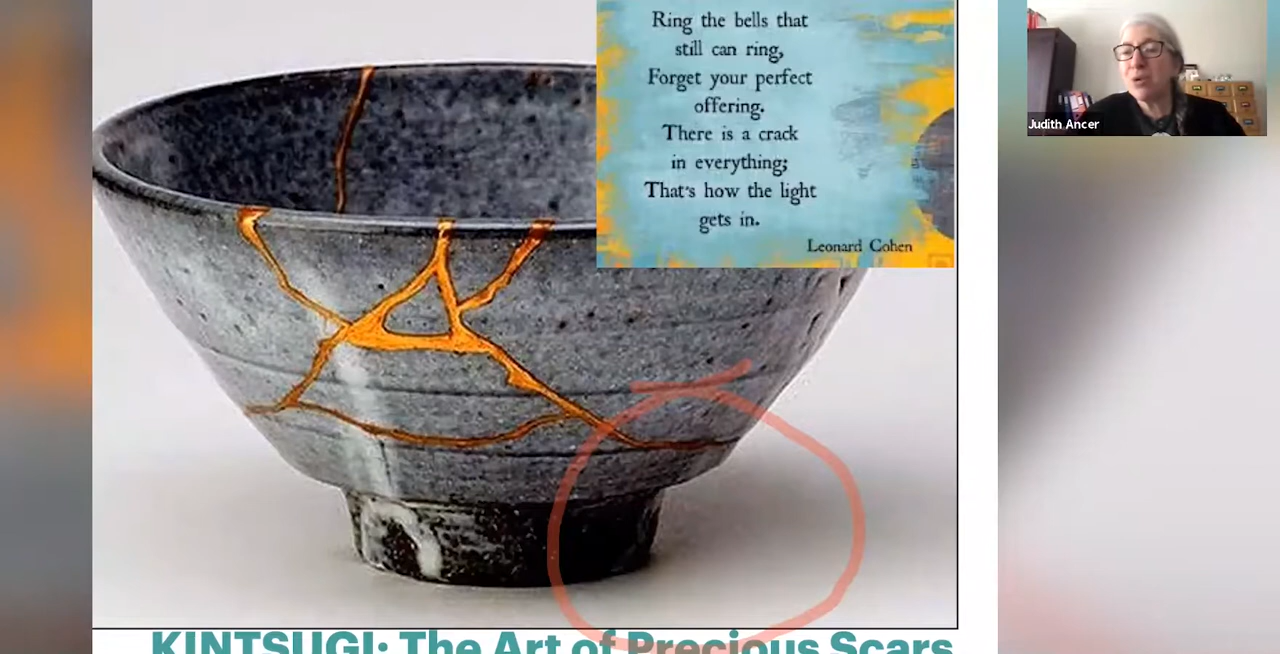 Ring the bells that
still can ring,
Forget your perfect
offering.
There is a crack
in everything;
That's how the light
gets in.
Leonard Cohen
Judith Ancer
KINTSUGI: The Art of Precious Scars